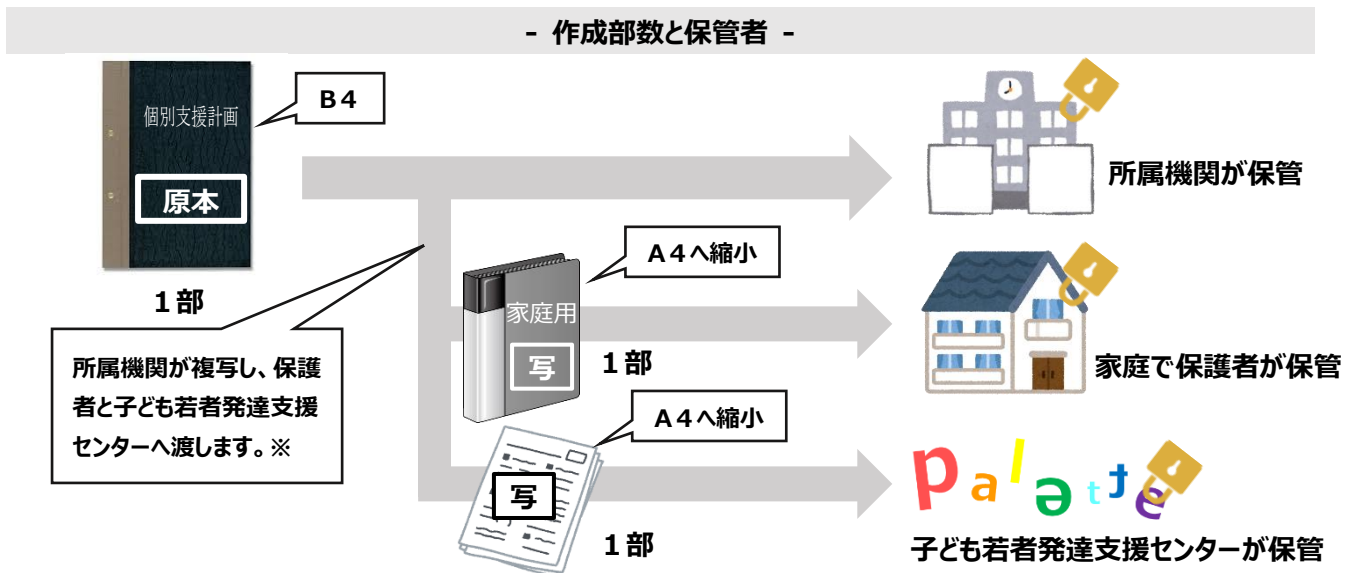 - 作成部数と保管者 -
個別支援計画
原本
B4
1部
所属機関が保管
所属機関が複写し、保護
者と子ども若者発達支援
センターへ渡します。※
A4へ縮小
家庭用
写
1部
家庭で保護者が保管
A4へ縮小
写
1部
palette
子ども若者発達支援センターが保管